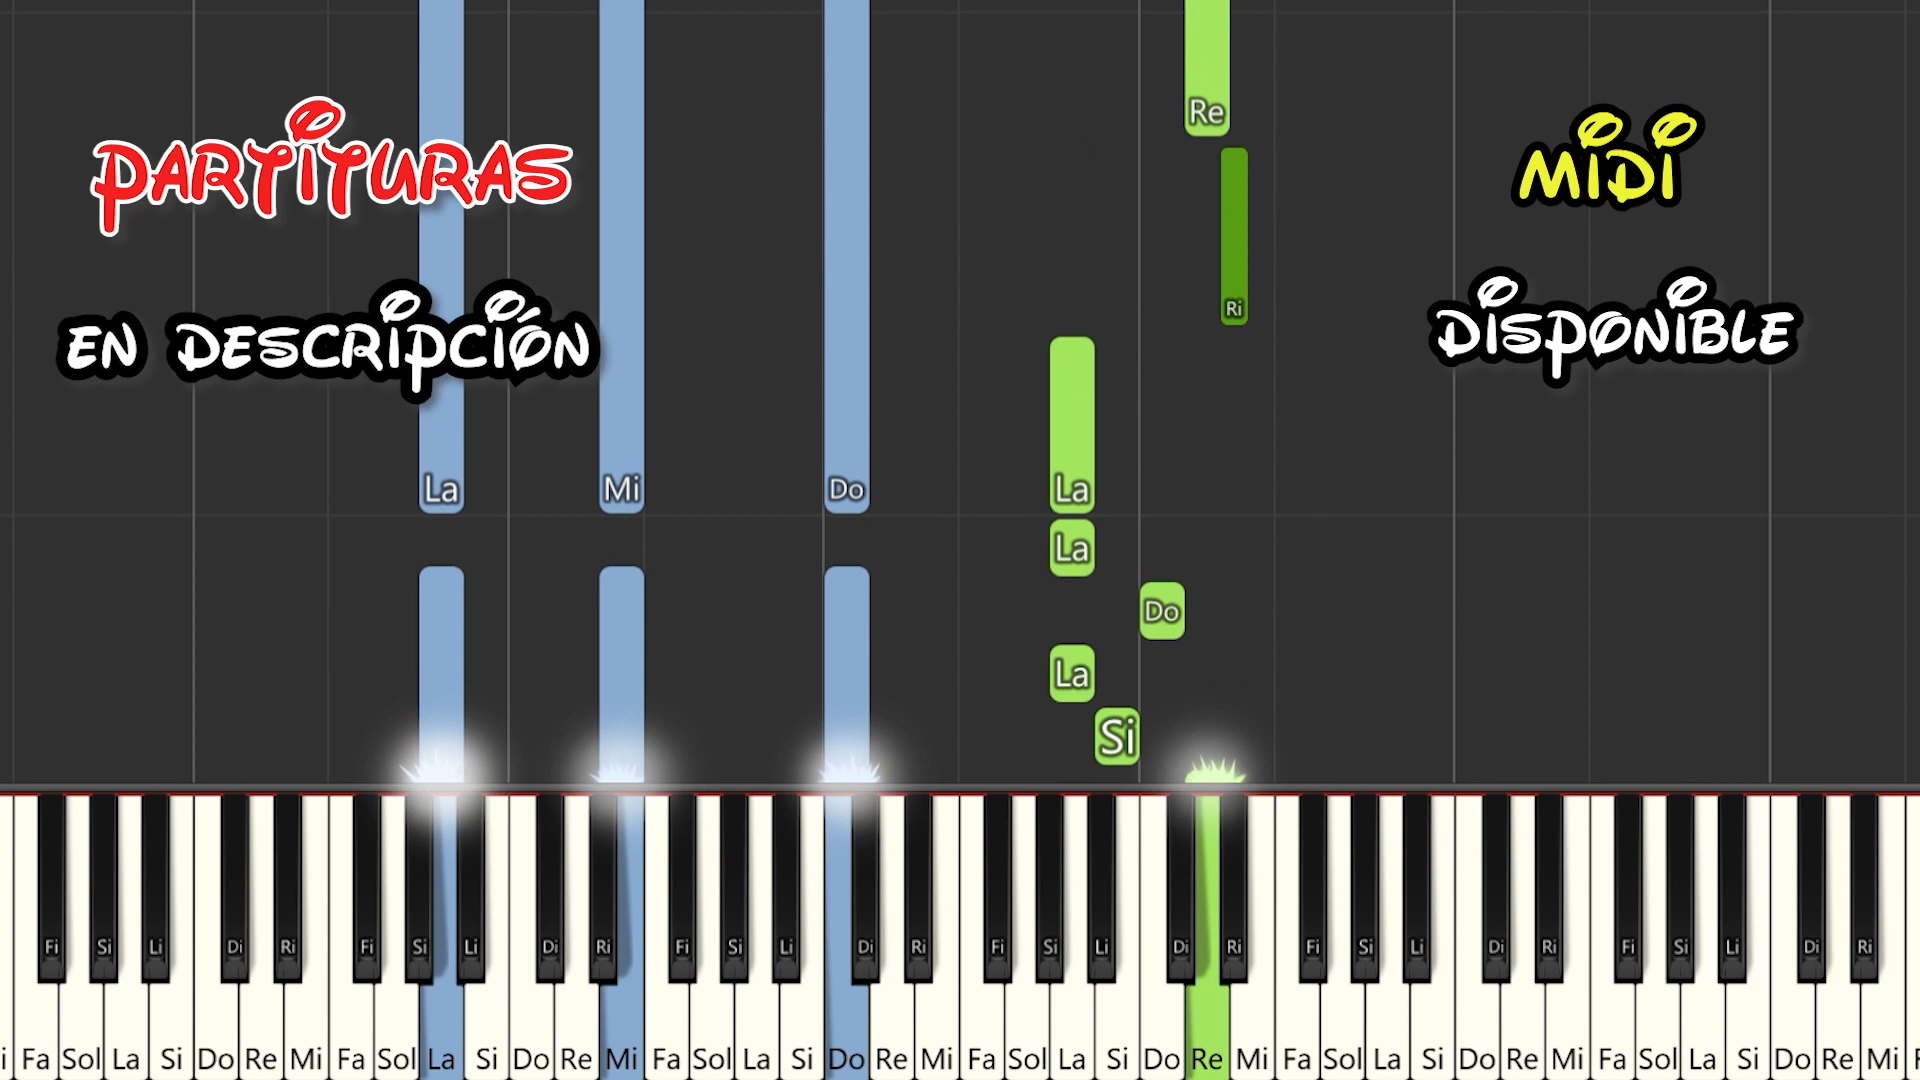 PARTITURAS
EN DESCRIPCIÓN
MIDI
DISPONIBLE
Re
Ri
La Mi Do La
La
Do
La
Si
Fi Si Li Di Ri Fi Si Li Di Ri Fi Si Li Di Ri Fi Si Li Di Ri Fi Si Li Di Ri Fi Si Li Di Ri
i Fa Sol La Si Do Re Mi Fa Sol La Si Do Re Mi Fa Sol La Si Do Re Mi Fa Sol La Si Do Re Mi Fa Sol La Si Do Re Mi Fa Sol La Si Do Re Mi F